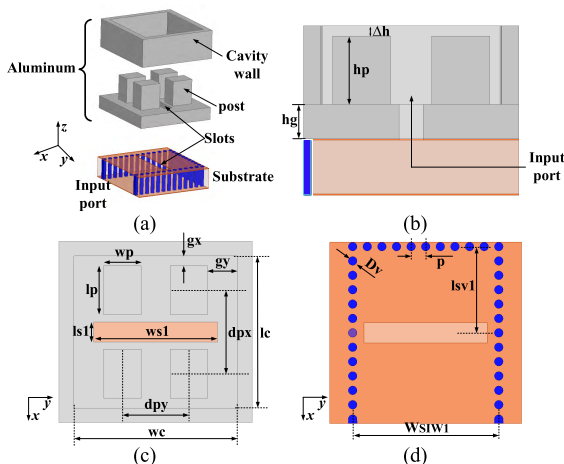 Aluminum
Cavity
wall
post
Slots
z
x
y
Input
port
Substrate
(a)
Δh
hp
hg
Input
port
(b)
wp
gx
gy
lp
ls1
ws1
dpx
lc
dpy
wc
y
x
(c)
Dv
p
lsv1
WSIW1
y
x
(d)